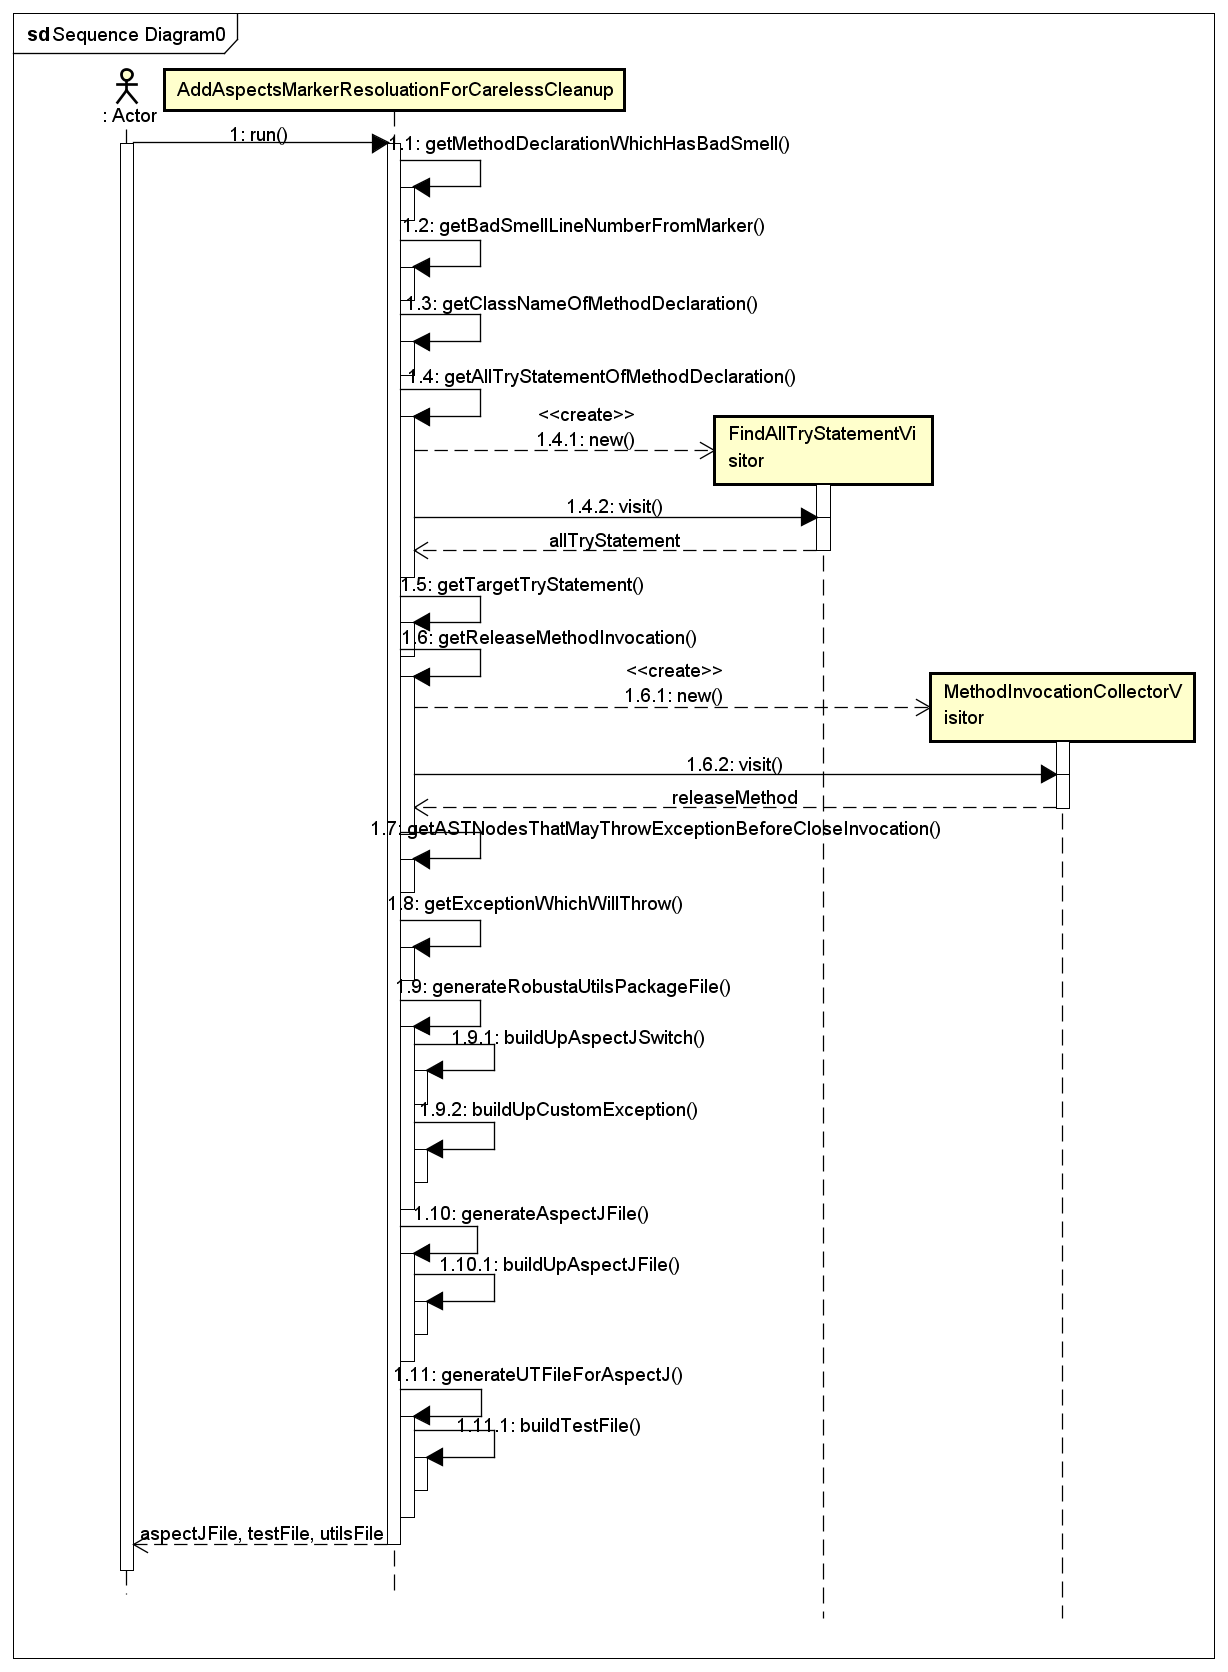 sd Sequence Diagram0
: Actor
AddAspectsMarkerResoluationForCarelessCleanup
1: run()
1.1: getMethodDeclarationWhichHasBadSmell()
1.2: getBadSmellLineNumberFromMarker()
1.3: getClassNameOfMethodDeclaration()
1.4: getAllTryStatementOfMethodDeclaration()
<<create>>
1.4.1: new()
FindAllTryStatementVi
sitor
1.4.2: visit()
allTryStatement
1.5: getTargetTryStatement()
1.6: getReleaseMethodInvocation()
<<create>>
1.6.1: new()
MethodInvocationCollectorV
isitor
1.6.2: visit()
releaseMethod
1.7: getASTNodesThatMayThrowExceptionBeforeCloseInvocation()
1.8: getExceptionWhichWillThrow()
1.9: generateRobustaUtilsPackageFile()
1.9.1: buildUpAspectJSwitch()
1.9.2: buildUpCustomException()
1.10: generateAspectJFile()
1.10.1: buildUpAspectJFile()
1.11: generateUTFileForAspectJ()
1.11.1: buildTestFile()
aspectJFile, testFile, utilsFile